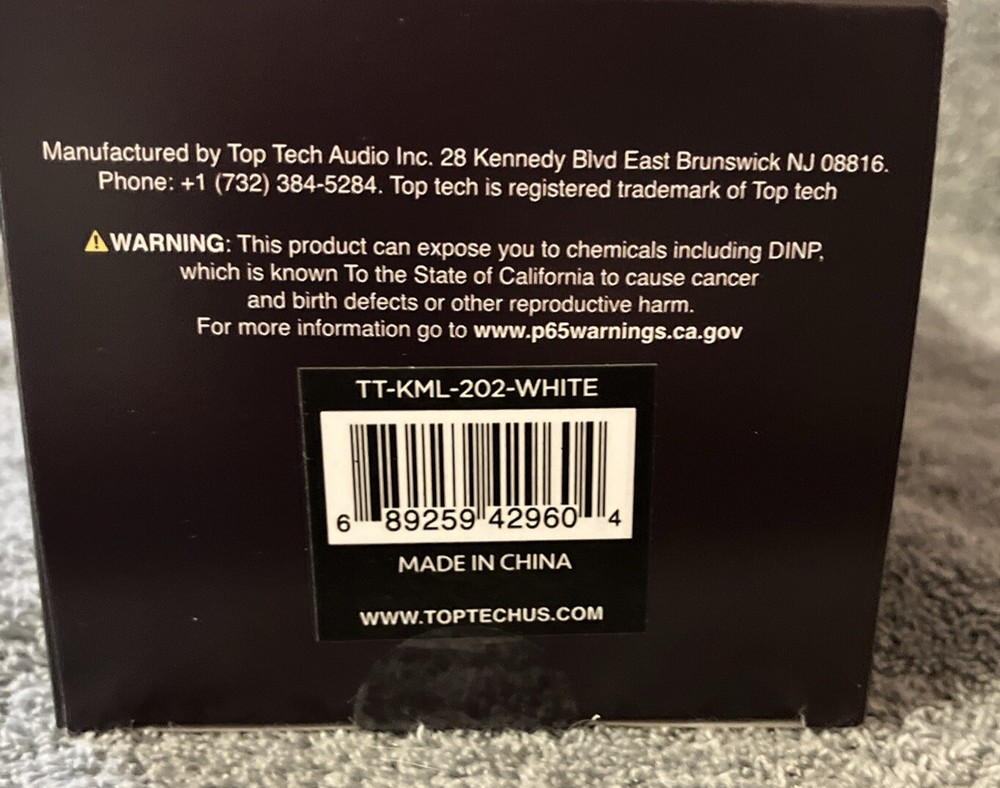 Manufactured by Top Tech Audio Inc. 28 Kennedy Blvd East Brunswick NJ 08816.
Phone: +1 (732) 384-5284. Top tech is registered trademark of Top tech
⚠WARNING: This product can expose you to chemicals including DINP,
which is known To the State of California to cause cancer
and birth defects or other reproductive harm.
For more information go to www.p65warnings.ca.gov
TT-KML-202-WHITE
6 89259 42960 4
MADE IN CHINA
WWW.TOPTECHUS.COM